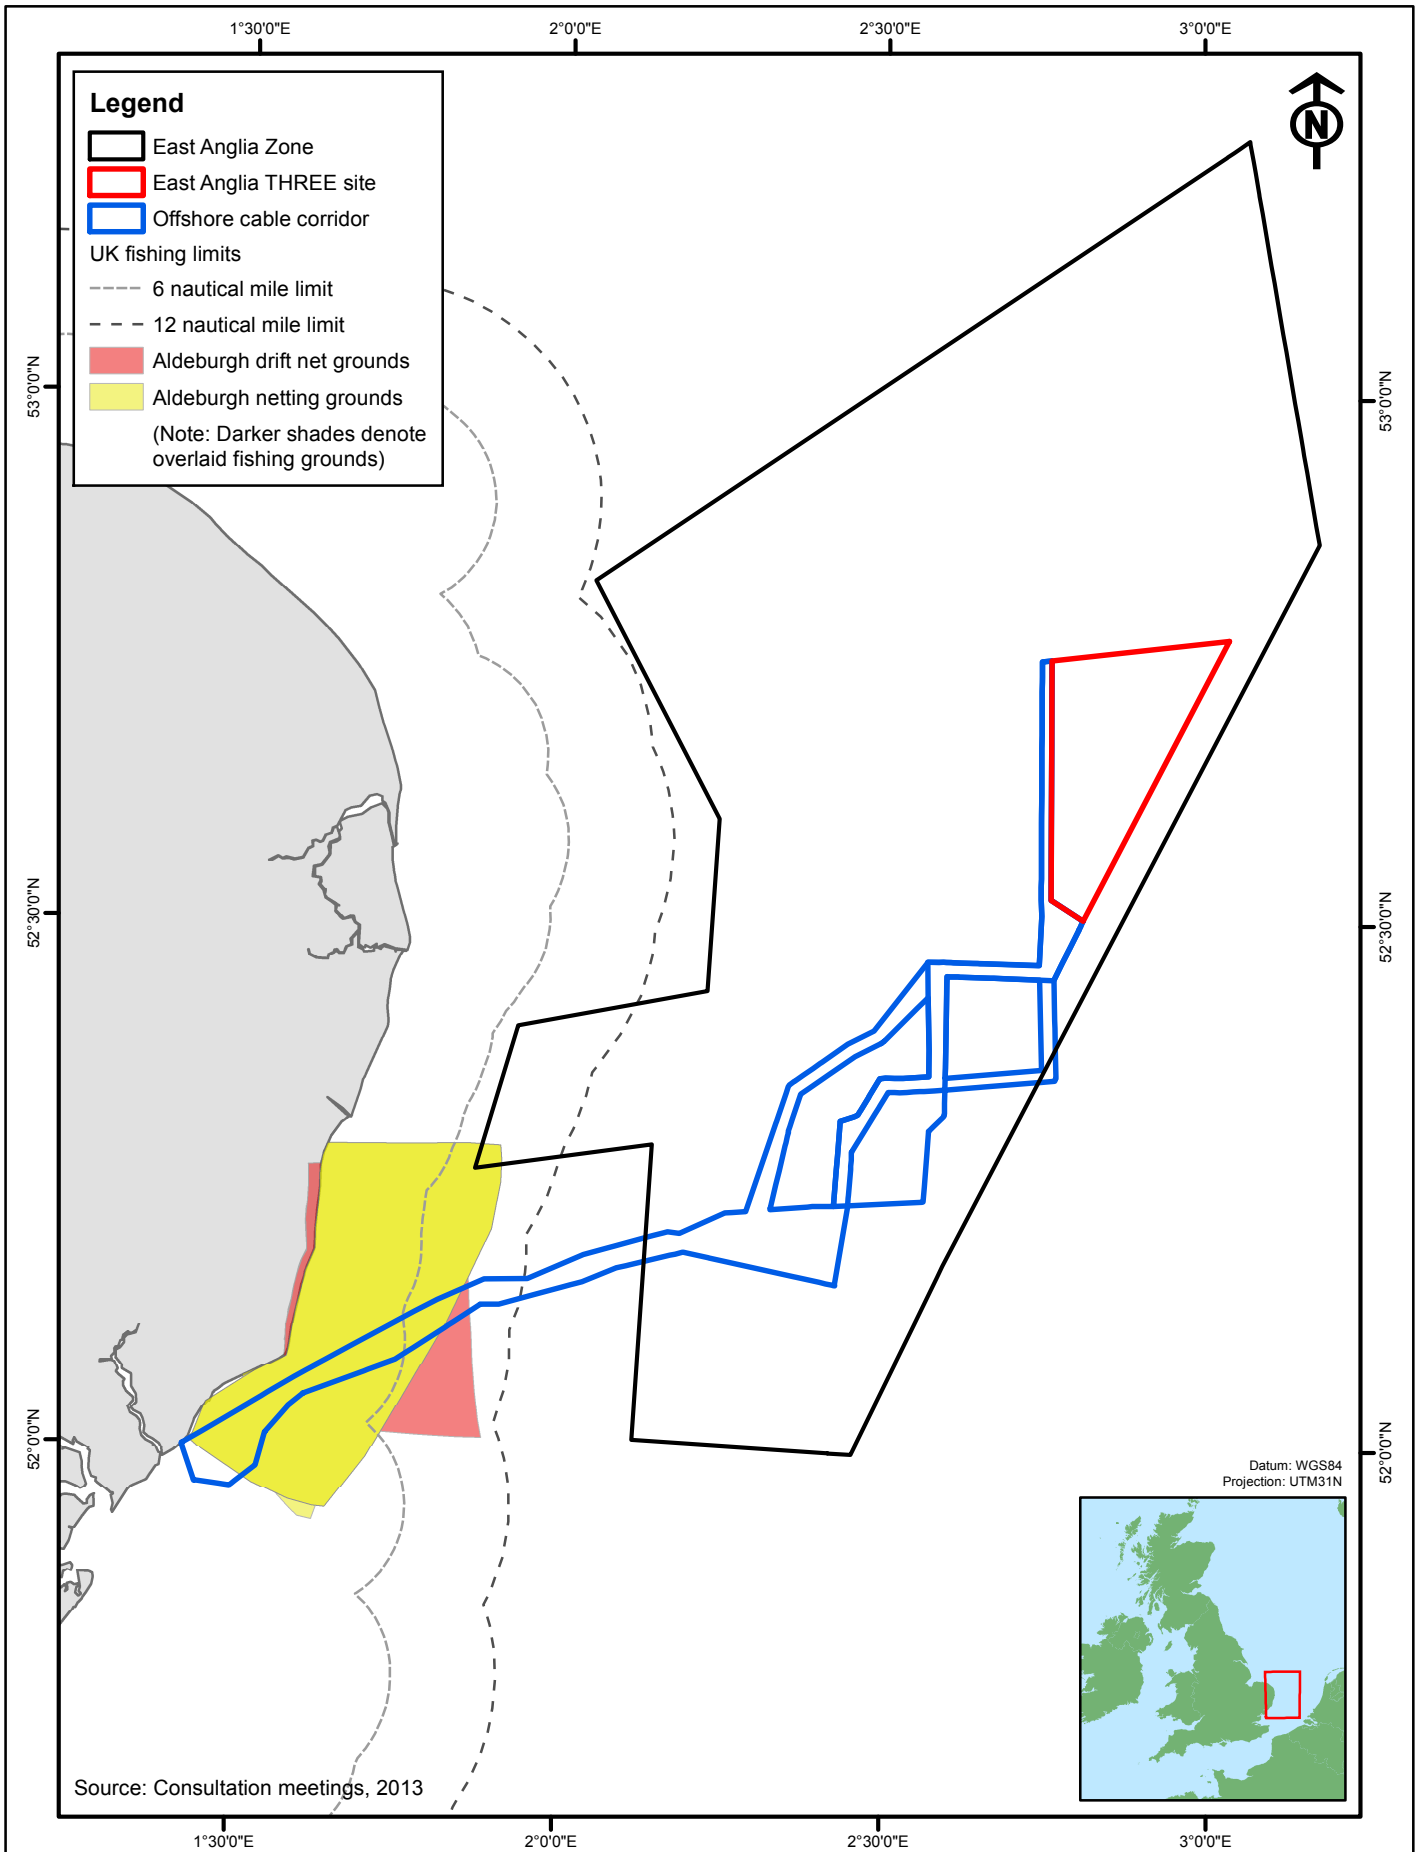 1°30'0"E
2°0'0"E
2°30'0"E
3°0'0"E
Legend
East Anglia Zone
East Anglia THREE site
Offshore cable corridor
UK fishing limits
6 nautical mile limit
12 nautical mile limit
Aldeburgh drift net grounds
Aldeburgh netting grounds
(Note: Darker shades denote
overlaid fishing grounds)
N
53°0'0"N
53°0'0"N
52°30'0"N
52°30'0"N
52°0'0"N
52°0'0"N
Datum: WGS84
Projection: UTM31N
Source: Consultation meetings, 2013
1°30'0"E
2°0'0"E
2°30'0"E
3°0'0"E